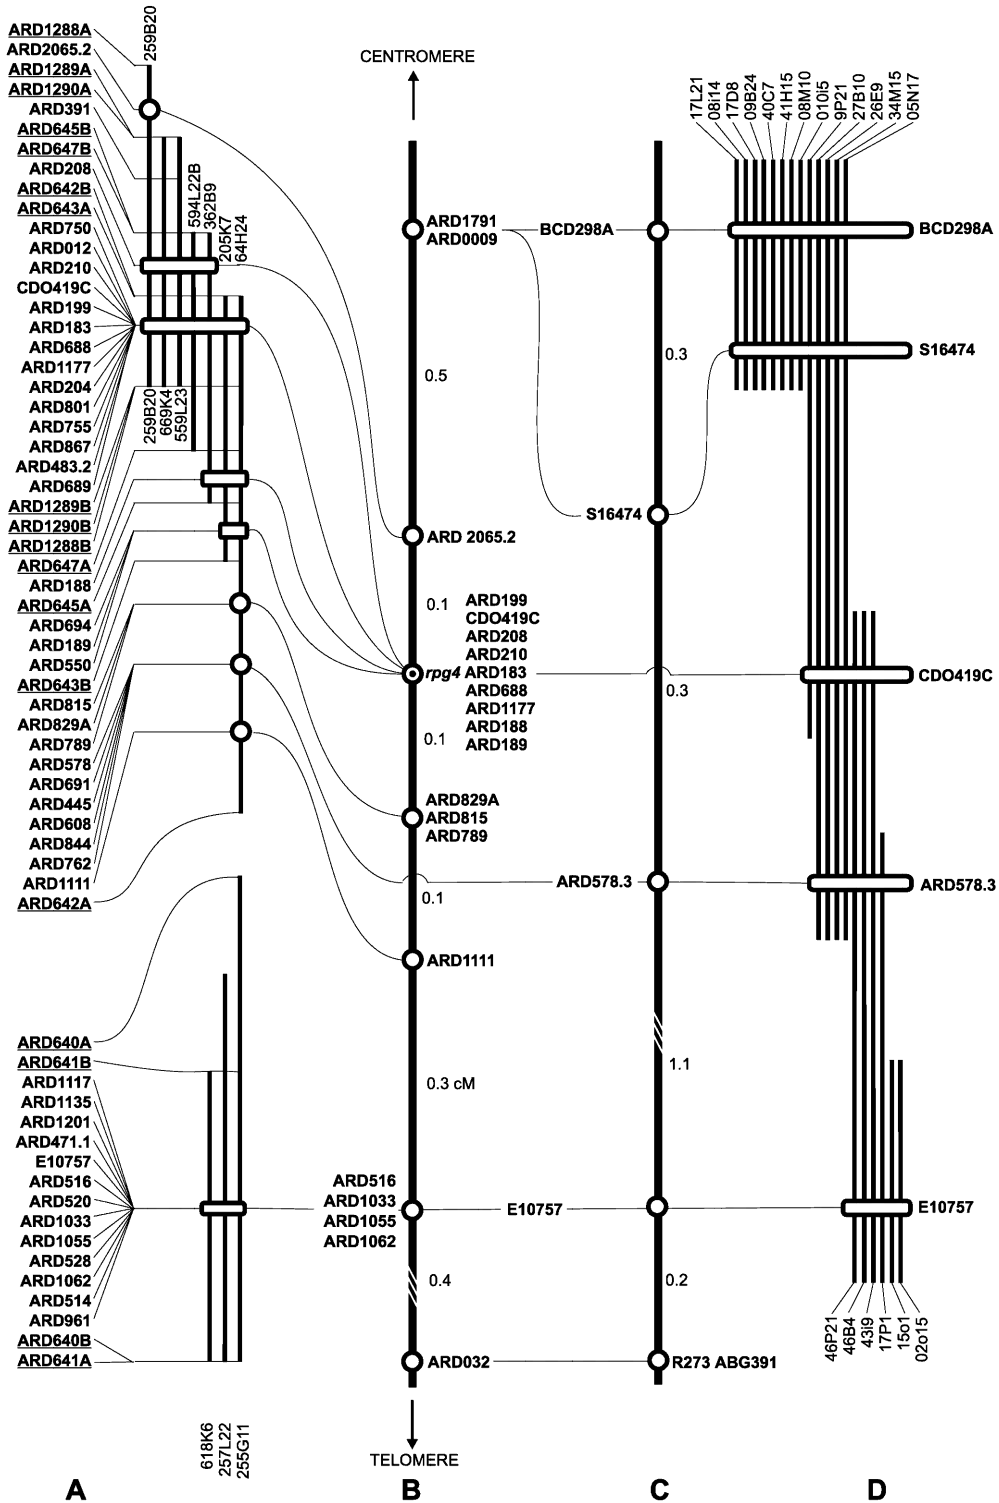 ARD1288A
ARD2065.2
ARD1289A
ARD1290A
ARD391
ARD645B
ARD647B
ARD208
ARD642B
ARD643A
ARD750
ARD012
ARD210
CDO419C
ARD199
ARD183
ARD688
ARD1177
ARD204
ARD801
ARD755
ARD867
ARD483.2
ARD689
ARD1289B
ARD1290B
ARD1288B
ARD647A
ARD188
ARD645A
ARD694
ARD189
ARD550
ARD643B
ARD815
ARD829A
ARD789
ARD578
ARD691
ARD445
ARD608
ARD844
ARD762
ARD1111
ARD642A
ARD640A
ARD641B
ARD1117
ARD1135
ARD1201
ARD471.1
E10757
ARD516
ARD520
ARD1033
ARD1055
ARD528
ARD1062
ARD514
ARD961
ARD640B
ARD641A
259B20
594L22B
362B9
205K7
64H24
259B20
669K4
559L23
618K6
257L22
255G11
A
CENTROMERE
ARD1791
ARD0009
0.5
ARD 2065.2
0.1
rpg4
ARD199
CDO419C
ARD208
ARD210
ARD183
ARD688
ARD1177
ARD188
ARD189
0.1
ARD829A
ARD815
ARD789
0.1
ARD1111
0.3 cM
ARD516
ARD1033
ARD1055
ARD1062
0.4
ARD032
TELOMERE
B
BCD298A
0.3
S16474
0.3
ARD578.3
1.1
E10757
0.2
R273 ABG391
C
17L21
08i14
17D8
09B24
40C7
41H15
08M10
010i5
9P21
27B10
26E9
34M15
05N17
BCD298A
S16474
CDO419C
ARD578.3
E10757
46P21
46B4
43i9
17P1
15o1
02o15
D